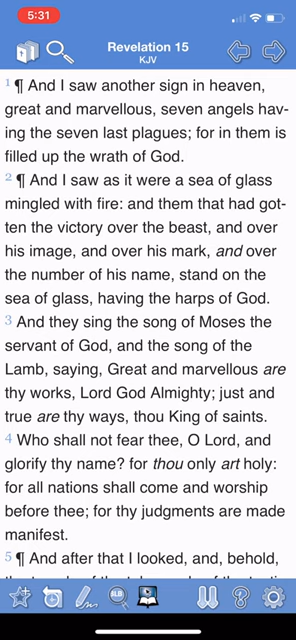 5:31
Revelation 15
KJV
1 ¶ And I saw another sign in heaven,
great and marvellous, seven angels hav-
ing the seven last plagues; for in them is
filled up the wrath of God.
2 ¶ And I saw as it were a sea of glass
mingled with fire: and them that had got-
ten the victory over the beast, and over
his image, and over his mark, and over
the number of his name, stand on the
sea of glass, having the harps of God.
3 And they sing the song of Moses the
servant of God, and the song of the
Lamb, saying, Great and marvellous are
thy works, Lord God Almighty; just and
true are thy ways, thou King of saints.
4 Who shall not fear thee, O Lord, and
glorify thy name? for thou only art holy:
for all nations shall come and worship
before thee; for thy judgments are made
manifest.
5 ¶ And after that I looked, and, behold,